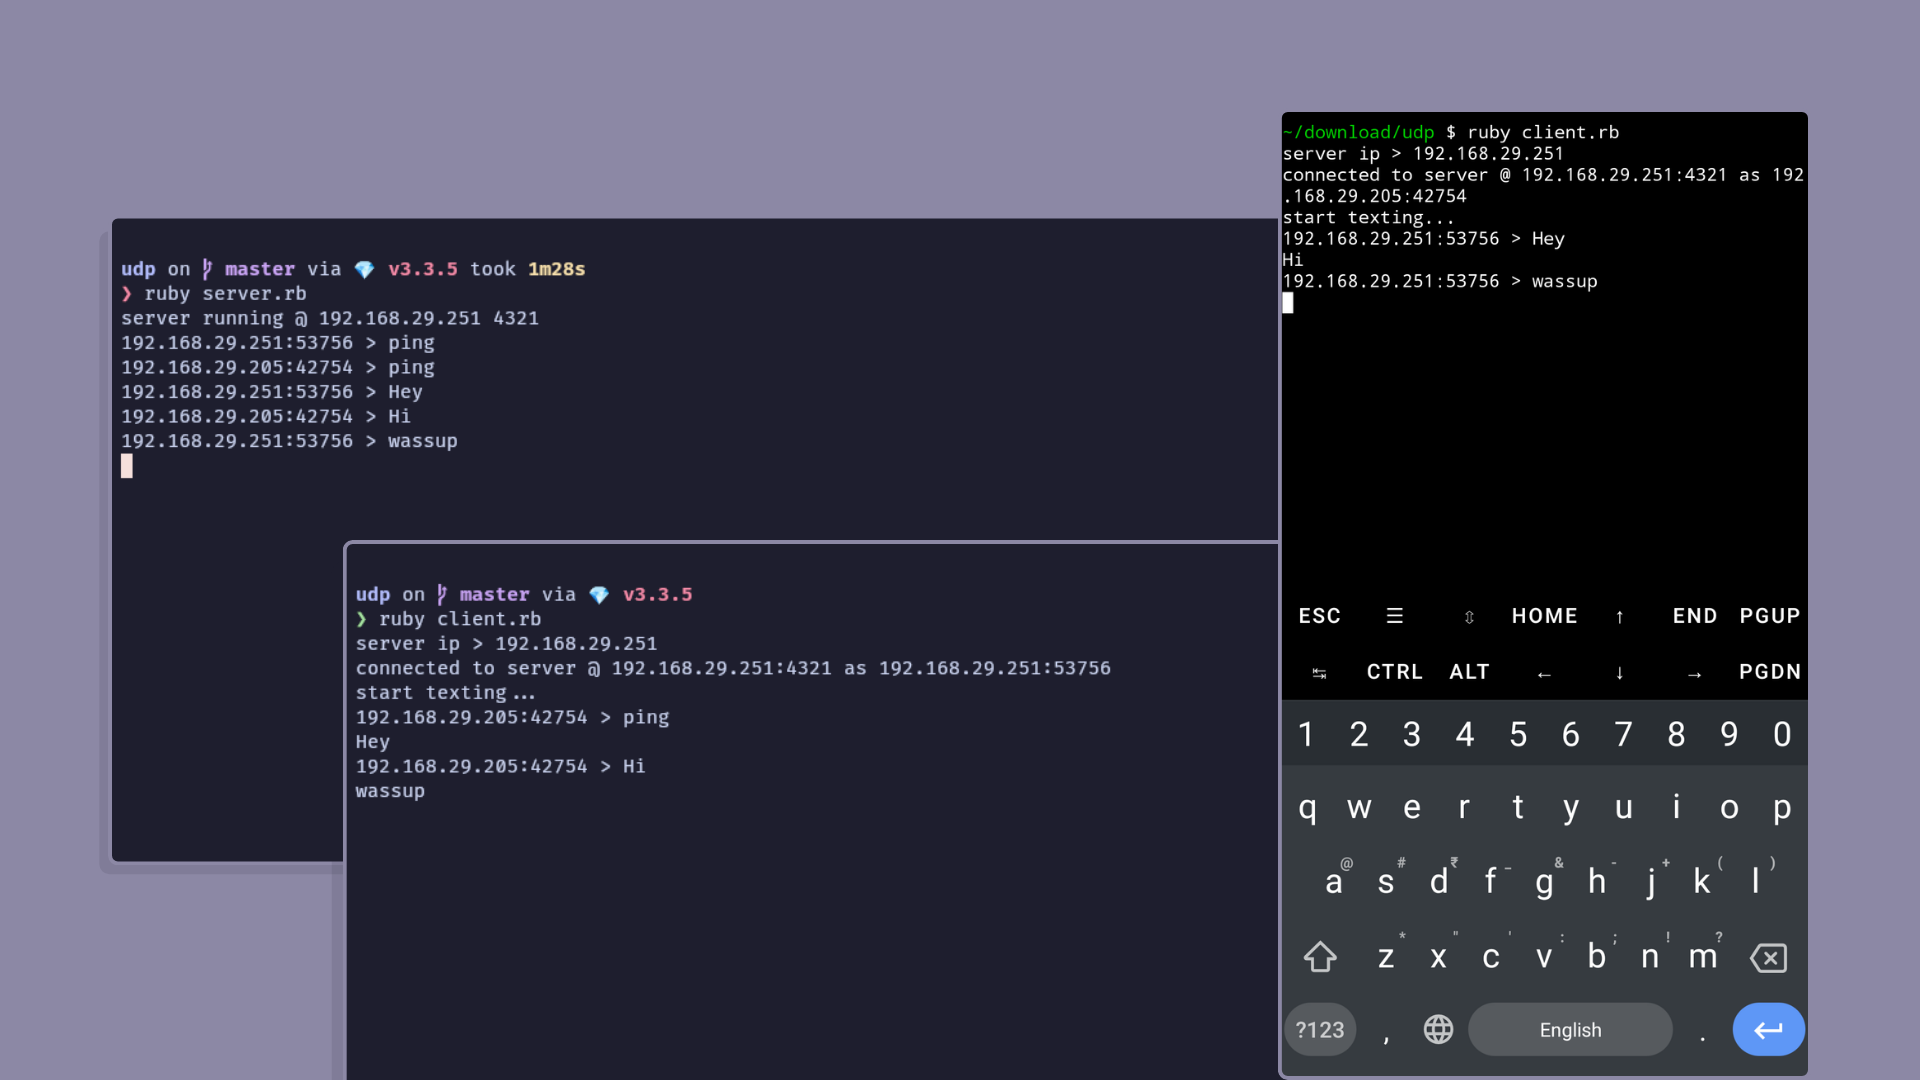 udp on master via 💎 v3.3.5 took 1m28s
❯ ruby server.rb
server running @ 192.168.29.251 4321
192.168.29.251:53756 > ping
192.168.29.205:42754 > ping
192.168.29.251:53756 > Hey
192.168.29.205:42754 > Hi
192.168.29.251:53756 > wassup
udp on master via 💎 v3.3.5
❯ ruby client.rb
server ip > 192.168.29.251
connected to server @ 192.168.29.251:4321 as 192.168.29.251:53756
start texting...
192.168.29.205:42754 > ping
Hey
192.168.29.205:42754 > Hi
wassup
~/download/udp $ ruby client.rb
server ip > 192.168.29.251
connected to server @ 192.168.29.251:4321 as 192
.168.29.205:42754
start texting...
192.168.29.251:53756 > Hey
Hi
192.168.29.251:53756 > wassup
ESC ☰ ⇳ HOME ↑ END PGUP
↹ CTRL ALT ← ↓ → PGDN
1 2 3 4 5 6 7 8 9 0
q w e r t y u i o p
@ # ₹ _ & - + ( )
a s d f g h j k l
* " ' : ; ! ?
z x c v b n m
?123 , English .